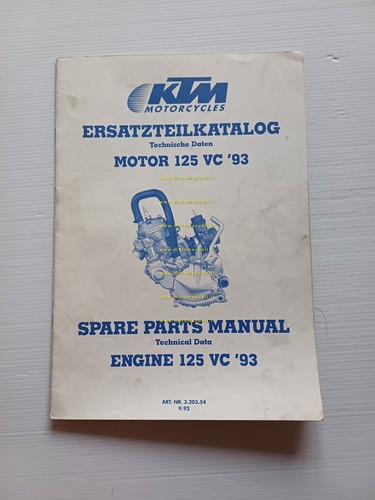 KTM
MOTORCYCLES
ERSATZTEILKATALOG
Technische Daten
MOTOR 125 VC '93
SPARE PARTS MANUAL
Technical Data
ENGINE 125 VC '93
ART. NR. 3.203.54
9.92